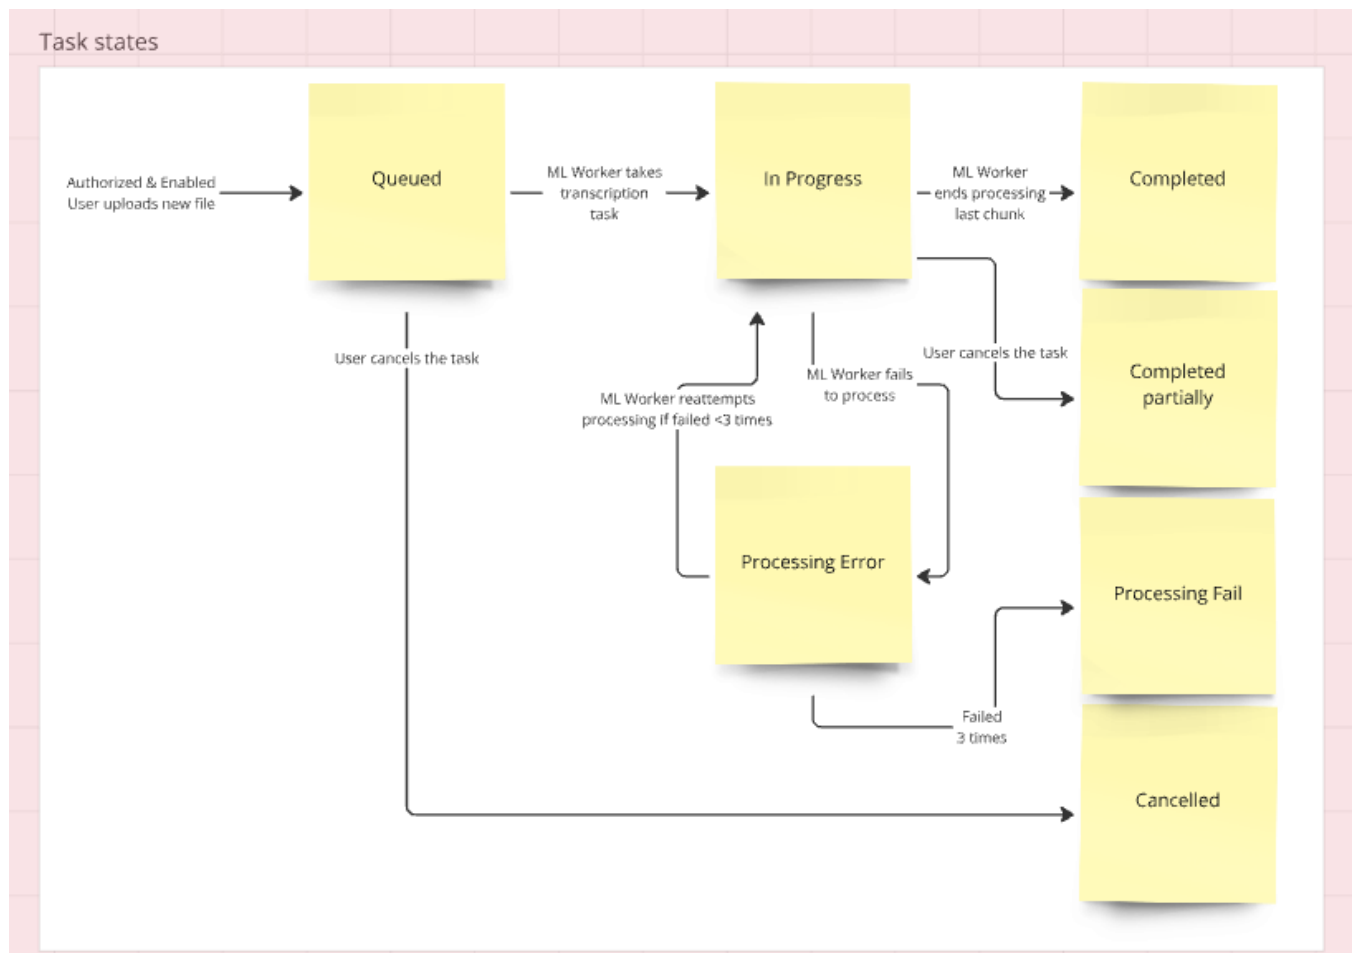 Task states
Authorized & Enabled
User uploads new file
Queued
ML Worker takes
transcription
task
In Progress
ML Worker
ends processing
last chunk
Completed
User cancels the task
User cancels the task
Completed
partially
ML Worker reattempts
processing if failed <3 times
ML Worker fails
to process
Processing Error
Processing Fail
Failed
3 times
Cancelled